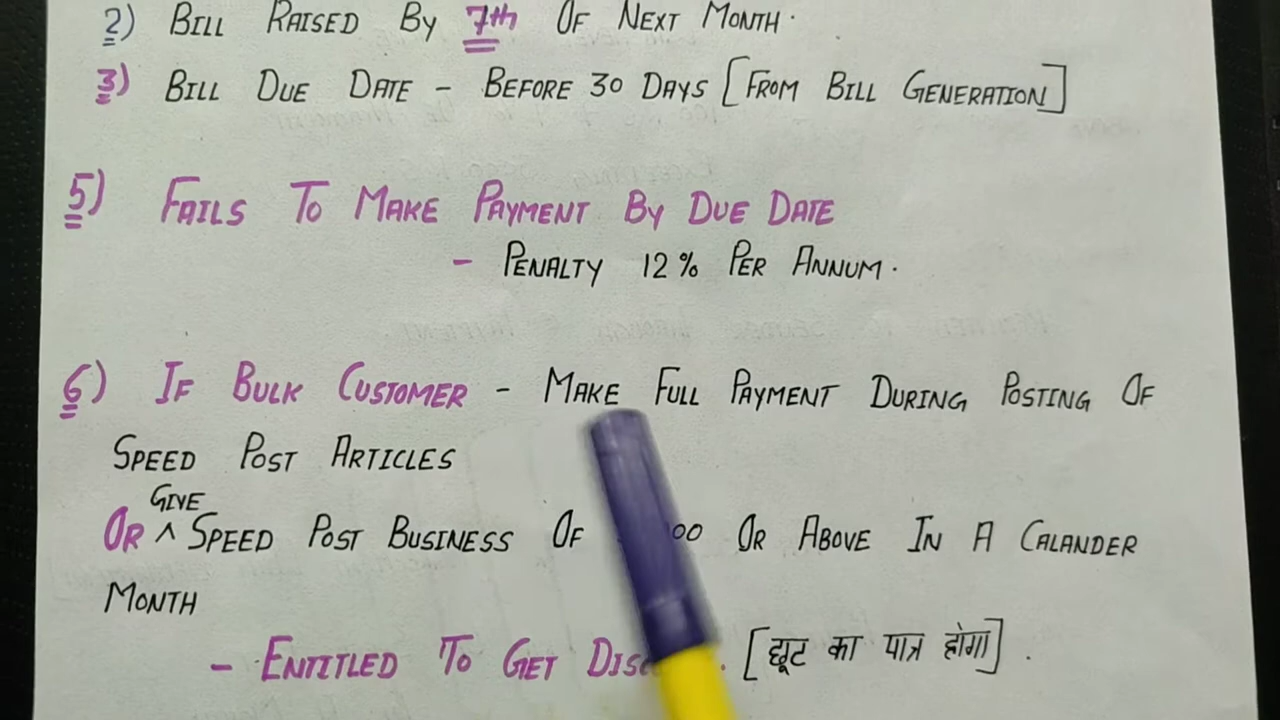 2) BILL RAISED BY 7th OF NEXT MONTH.
3) BILL DUE DATE - BEFORE 30 DAYS [FROM BILL GENERATION]
5) FAILS TO MAKE PAYMENT BY DUE DATE
- PENALTY 12% PER ANNUM.
6) IF BULK CUSTOMER - MAKE FULL PAYMENT DURING POSTING OF
SPEED POST ARTICLES
GIVE
OR ^ SPEED POST BUSINESS OF OR ABOVE IN A CALANDER
MONTH
- ENTITLED TO GET [छूट का पात्र होगा].